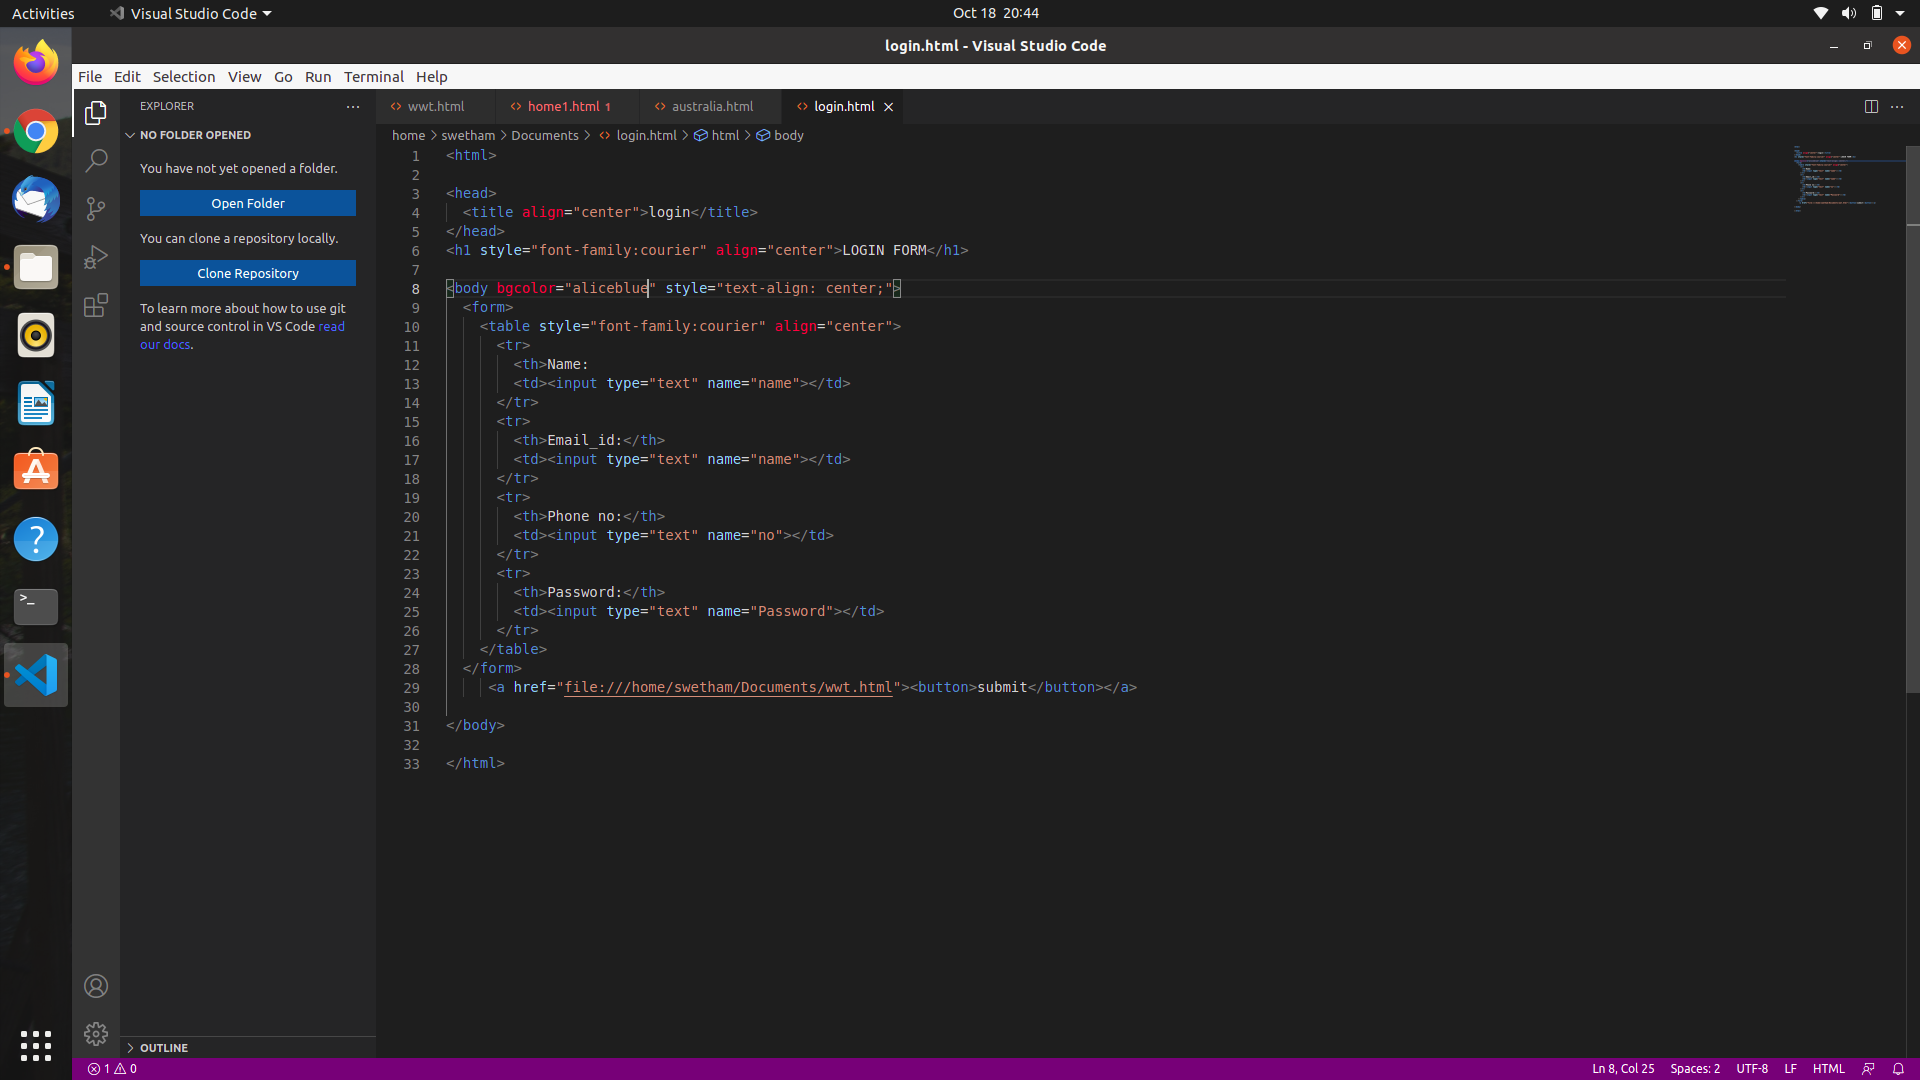 Activities
Visual Studio Code
Oct 18 20:44
login.html - Visual Studio Code
File Edit Selection View Go Run Terminal Help
EXPLORER
NO FOLDER OPENED
You have not yet opened a folder.
Open Folder
You can clone a repository locally.
Clone Repository
To learn more about how to use git
and source control in VS Code read
our docs.
OUTLINE
wwt.html
home1.html 1
australia.html
login.html
home > swetham > Documents > login.html > html > body
1 <html>
2
3 <head>
4 <title align="center">login</title>
5 </head>
6 <h1 style="font-family:courier" align="center">LOGIN FORM</h1>
7
8 <body bgcolor="aliceblue" style="text-align: center;">
9 <form>
10 <table style="font-family:courier" align="center">
11 <tr>
12 <th>Name:
13 <td><input type="text" name="name"></td>
14 </tr>
15 <tr>
16 <th>Email_id:</th>
17 <td><input type="text" name="name"></td>
18 </tr>
19 <tr>
20 <th>Phone no:</th>
21 <td><input type="text" name="no"></td>
22 </tr>
23 <tr>
24 <th>Password:</th>
25 <td><input type="text" name="Password"></td>
26 </tr>
27 </table>
28 </form>
29 <a href="file:///home/swetham/Documents/wwt.html"><button>submit</button></a>
30
31 </body>
32
33 </html>
1 0
Ln 8, Col 25
Spaces: 2
UTF-8
LF
HTML